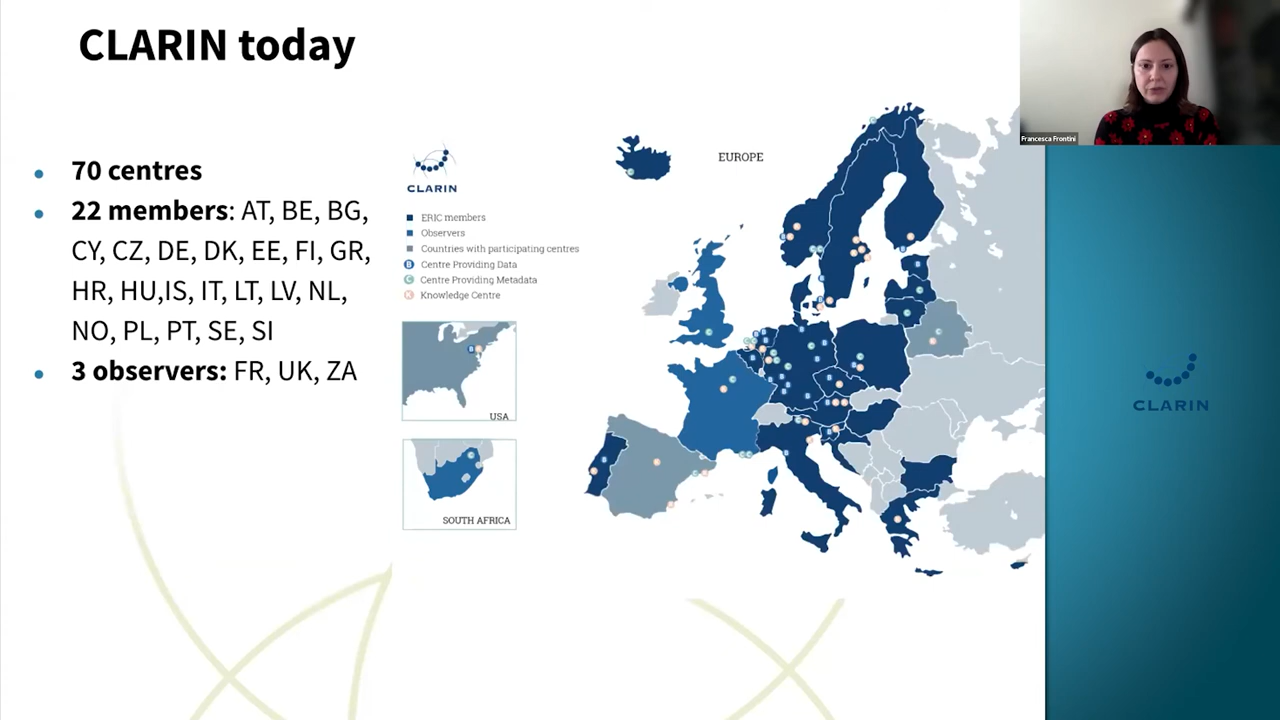 CLARIN today
70 centres
22 members: AT, BE, BG,
CY, CZ, DE, DK, EE, FI, GR,
HR, HU,IS, IT, LT, LV, NL,
NO, PL, PT, SE, SI
3 observers: FR, UK, ZA
CLARIN
EUROPE
ERIC members
Observers
Countries with participating centres
B Centre Providing Data
C Centre Providing Metadata
K Knowledge Centre
USA
SOUTH AFRICA
Francesca Frontini
CLARIN